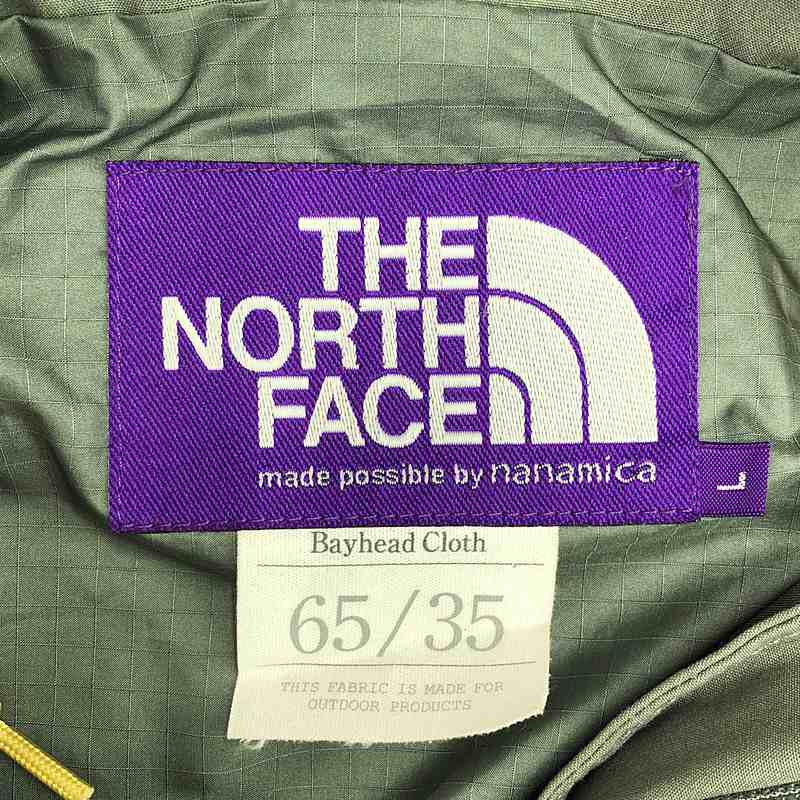 THE
NORTH
FACE
made possible by nanamica
L
Bayhead Cloth
65/35
THIS FABRIC IS MADE FOR
OUTDOOR PRODUCTS